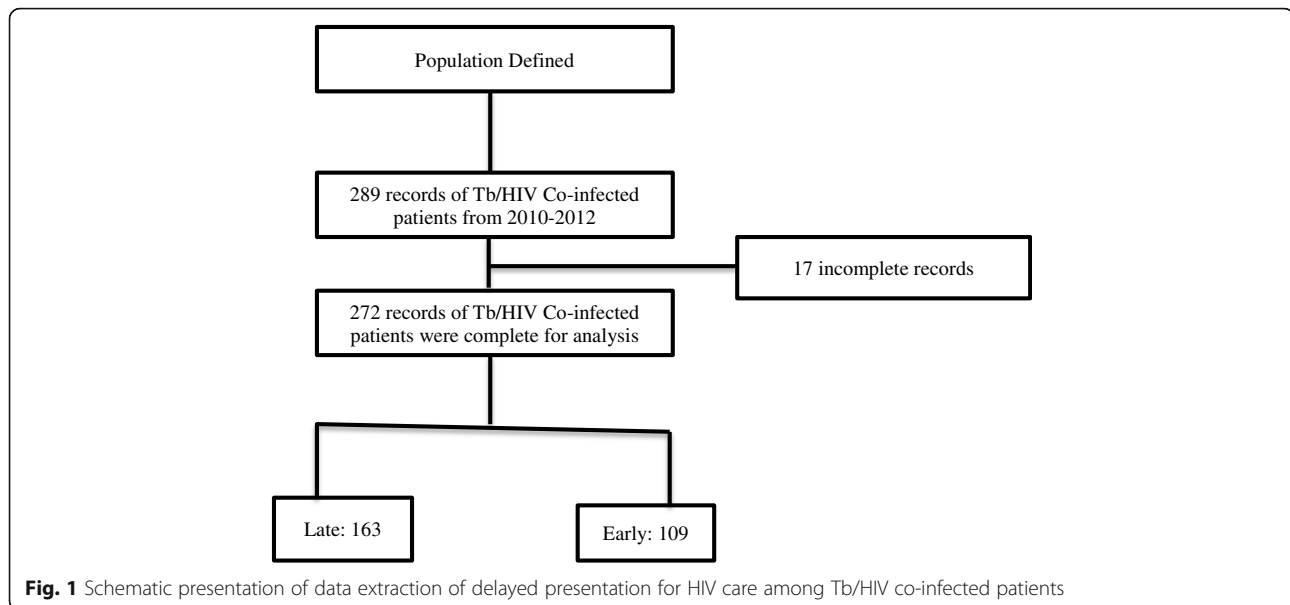 Population Defined
289 records of Tb/HIV Co-infected
patients from 2010-2012
17 incomplete records
272 records of Tb/HIV Co-infected
patients were complete for analysis
Late: 163
Early: 109
Fig. 1 Schematic presentation of data extraction of delayed presentation for HIV care among Tb/HIV co-infected patients